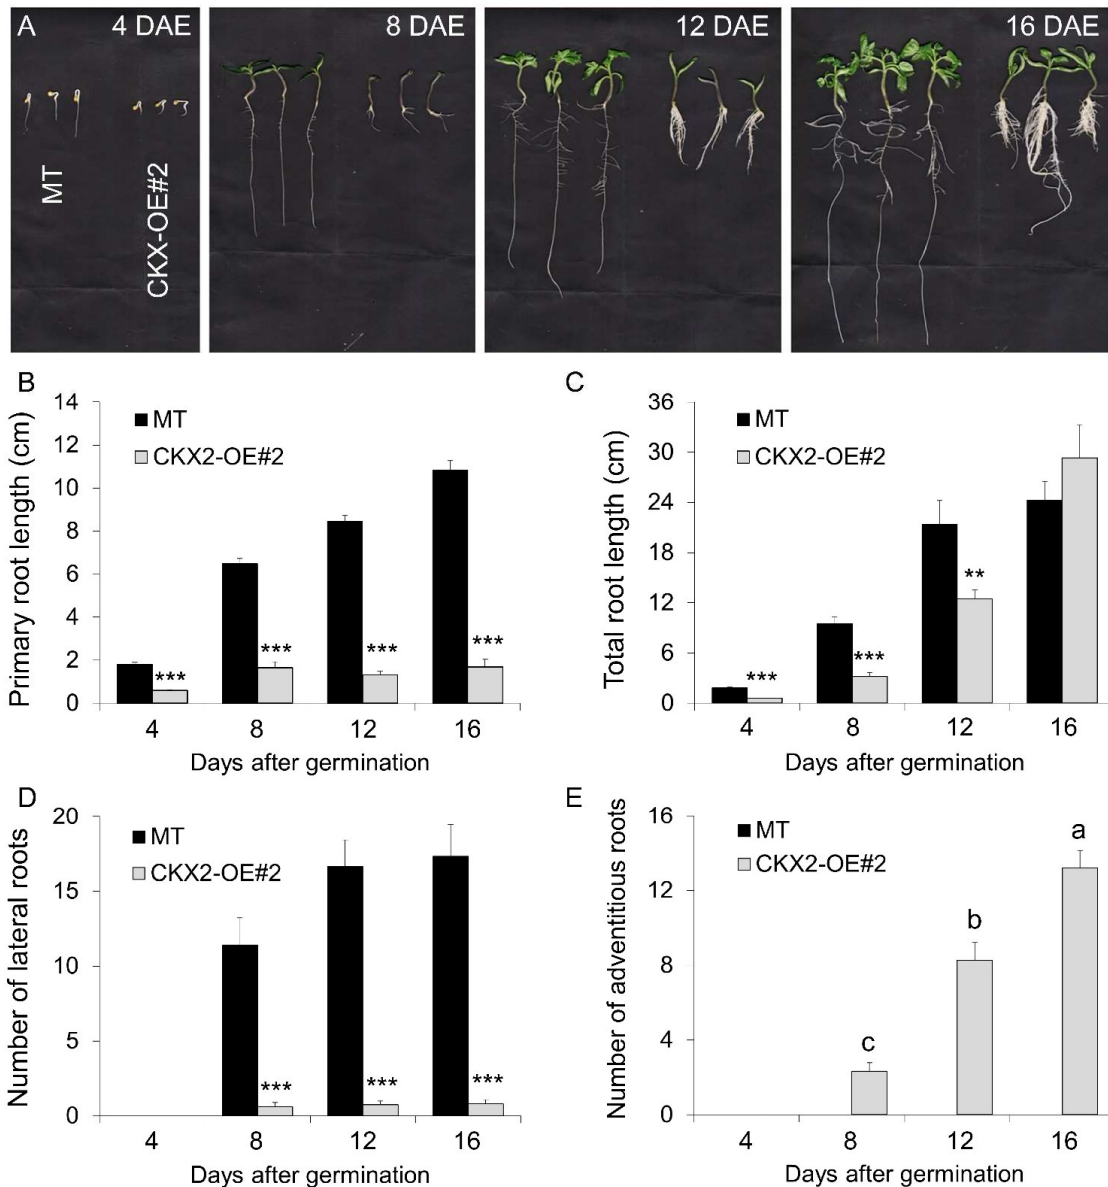 A
4 DAE
8 DAE
12 DAE
16 DAE
MT
CKX-OE#2
B
Primary root length (cm)
14
12
10
8
6
4
2
0
MT
CKX2-OE#2
***
***
***
***
4
8
12
16
Days after germination
C
Total root length (cm)
36
30
24
18
12
6
0
MT
CKX2-OE#2
***
***
**
4
8
12
16
Days after germination
D
Number of lateral roots
20
15
10
5
0
MT
CKX2-OE#2
***
***
***
4
8
12
16
Days after germination
E
Number of adventitious roots
16
12
8
4
0
MT
CKX2-OE#2
c
b
a
4
8
12
16
Days after germination